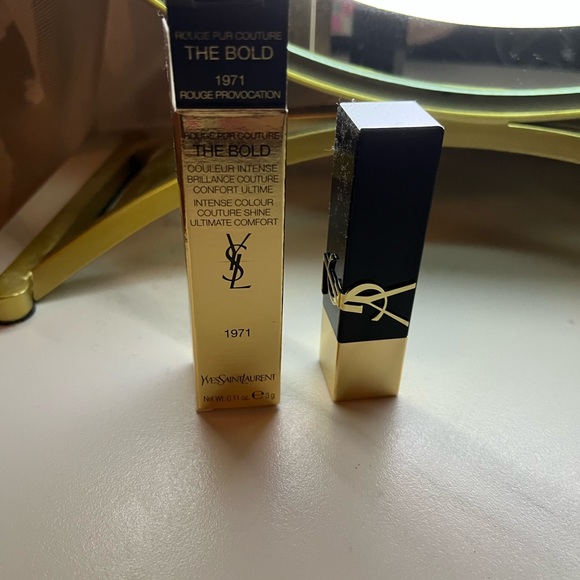 ROUGE PUR COUTURE
THE BOLD
1971
ROUGE PROVOCATION
ROUGE PUR COUTURE
THE BOLD
COULEUR INTENSE
BRILLANCE COUTURE
CONFORT ULTIME
INTENSE COLOUR
COUTURE SHINE
ULTIMATE COMFORT
YSL
1971
YVESSAINTLAURENT
Net Wt. 0.11 oz. ℮ 3 g
YSL